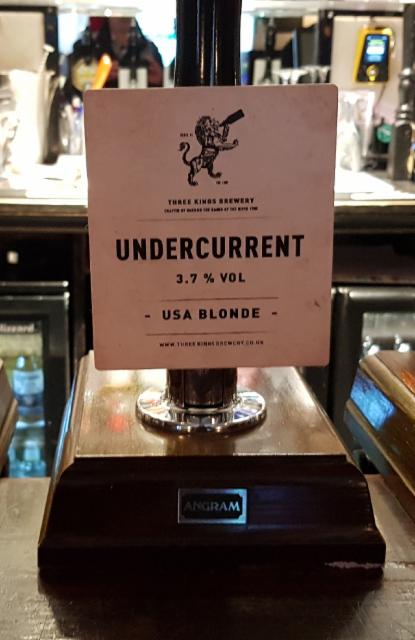 THREE KINGS BREWERY
UNDERCURRENT
3.7 % VOL
- USA BLONDE -
WWW.THREEKINGSBREWERY.CO.UK
ANGRAM